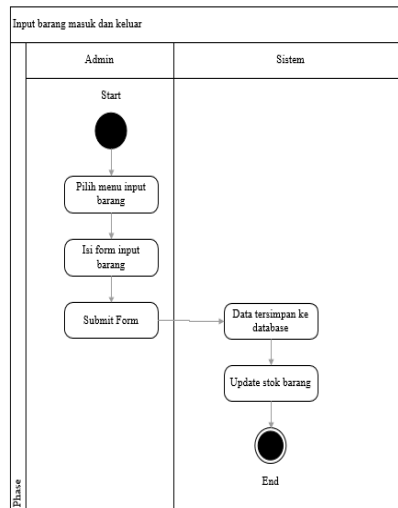 Input barang masuk dan keluar
Admin
Sistem
Start
Pilih menu input
barang
Isi form input
barang
Submit Form
Data tersimpan ke
database
Update stok barang
End
Phase